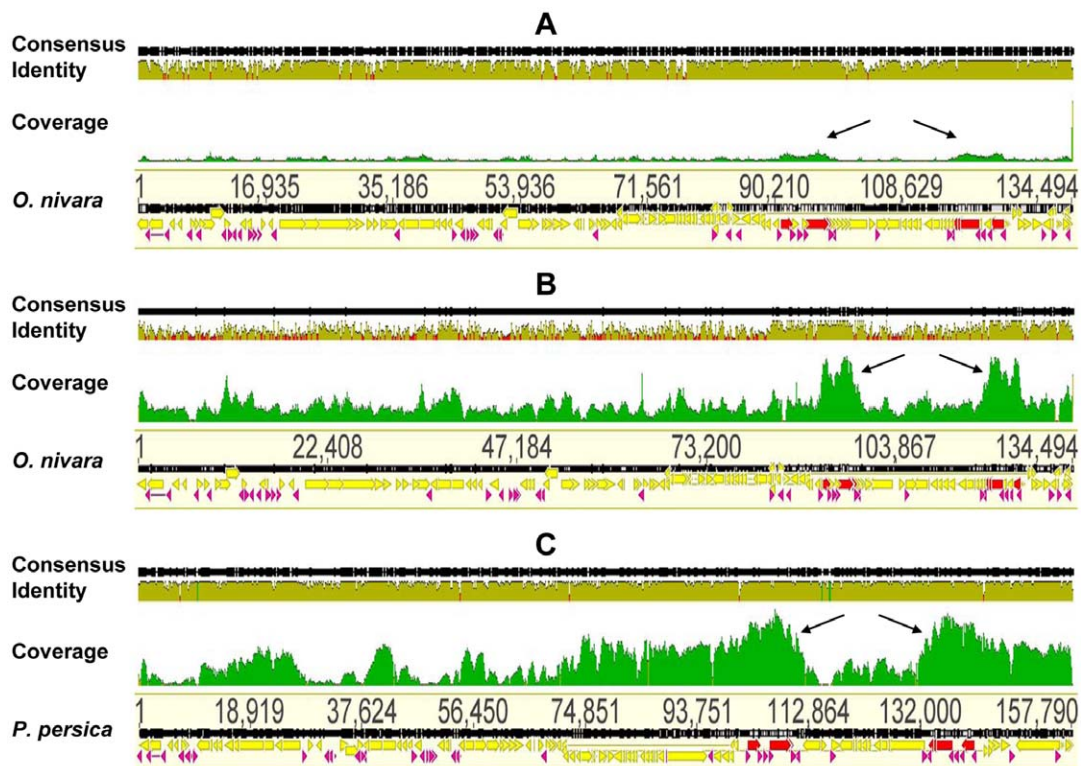 A
Consensus
Identity
Coverage
1 16,935 35,186 53,936 71,561 90,210 108,629 134,494
O. nivara
B
Consensus
Identity
Coverage
1 22,408 47,184 73,200 103,867 134,494
O. nivara
C
Consensus
Identity
Coverage
1 18,919 37,624 56,450 74,851 93,751 112,864 132,000 157,790
P. persica